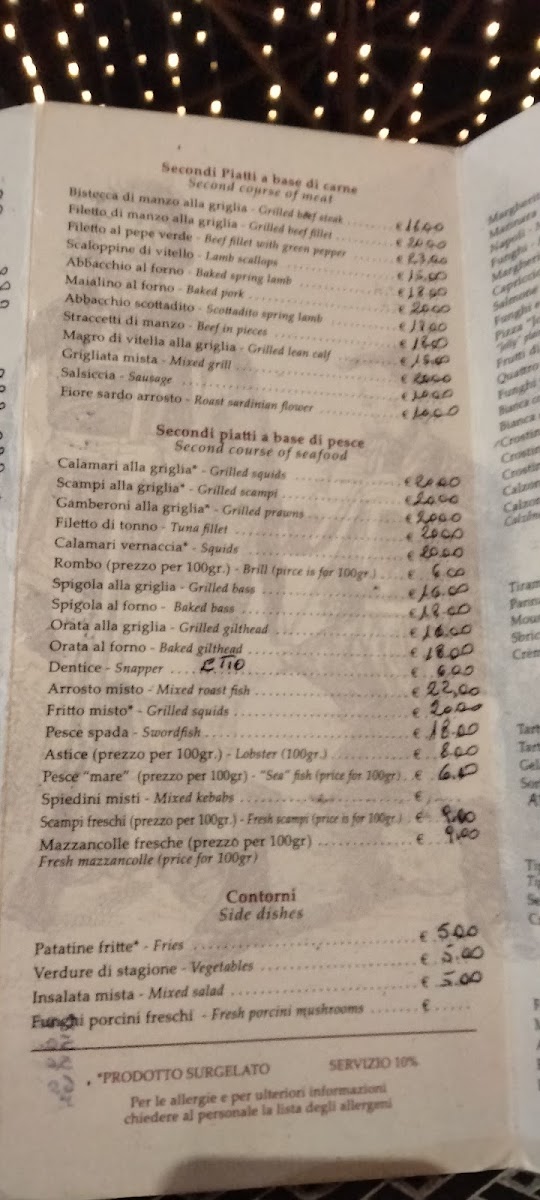 Secondi Piatti a base di carne
Second course of meat
Bistecca di manzo alla griglia - Grilled beef steak ... € 16,00
Filetto di manzo alla griglia - Grilled beef fillet ... € 20,00
Filetto al pepe verde - Beef fillet with green pepper ... € 23,00
Scaloppine di vitello - Lamb scallops ... € 15,00
Abbacchio al forno - Baked spring lamb ... € 18,00
Maialino al forno - Baked pork ... € 20,00
Abbacchio scottadito - Scottadito spring lamb ... €
Straccetti di manzo - Beef in pieces ... €
Magro di vitella alla griglia - Grilled lean calf ... €
Grigliata mista - Mixed grill ... € 20,00
Salsiccia - Sausage ... € 10,00
Fiore sardo arrosto - Roast sardinian flower ... € 10,00
Secondi piatti a base di pesce
Second course of seafood
Calamari alla griglia* - Grilled squids ... € 20,00
Scampi alla griglia* - Grilled scampi ... € 20,00
Gamberoni alla griglia* - Grilled prawns ... € 20,00
Filetto di tonno - Tuna fillet ... € 20,00
Calamari vernaccia* - Squids ... € 20,00
Rombo (prezzo per 100gr.) - Brill (pirce is for 100gr.) .... € 6,00
Spigola alla griglia - Grilled bass ... € 16,00
Spigola al forno - Baked bass ... € 18,00
Orata alla griglia - Grilled gilthead ... € 16,00
Orata al forno - Baked gilthead ... € 18,00
Dentice - Snapper .... ETTO ... € 6,00
Arrosto misto - Mixed roast fish ... € 22,00
Fritto misto* - Grilled squids ... € 20,00
Pesce spada - Swordfish ... € 18,00
Astice (prezzo per 100gr.) - Lobster (100gr.) ... € 8,00
Pesce "mare" (prezzo per 100gr) - "Sea" fish (price for 100gr) . € 6,00
Spiedini misti - Mixed kebabs ... €
Scampi freschi (prezzo per 100gr.) - Fresh scampi (price is for 100gr.) . € 9,00
Mazzancolle fresche (prezzo per 100gr) ... € 9,00
Fresh mazzancolle (price for 100gr)
Contorni
Side dishes
Patatine fritte* - Fries ... € 5,00
Verdure di stagione - Vegetables ... € 5,00
Insalata mista - Mixed salad ... € 5,00
Funghi porcini freschi - Fresh porcini mushrooms ... €
*PRODOTTO SURGELATO SERVIZIO 10%
Per le allergie e per ulteriori informazioni
chiedere al personale la lista degli allergeni
Marinara
Napoli
Salmone
Quattro